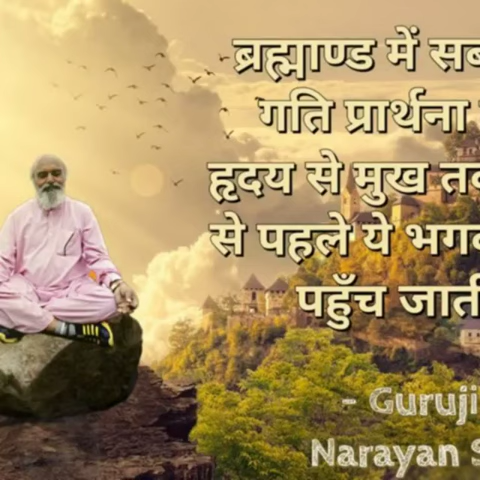 ब्रह्माण्ड में सब
गति प्रार्थना
हृदय से मुख तक
से पहले ये भगव
पहुँच जाती
- Guruji
Narayan S